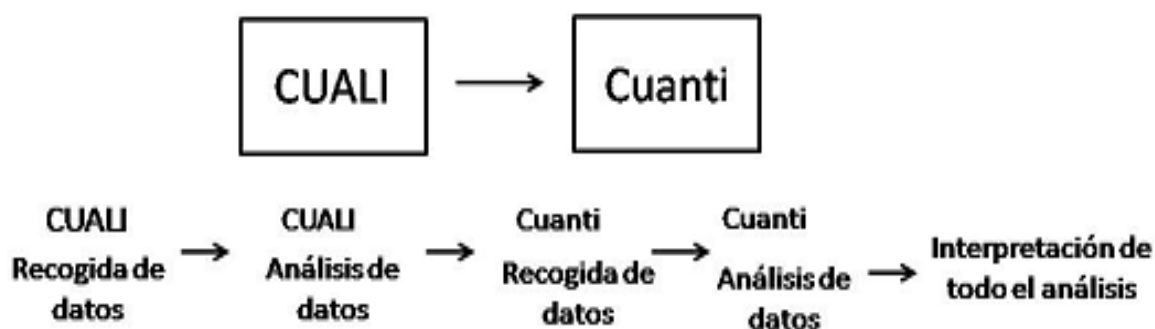 CUALI → Cuanti
CUALI
Recogida de
datos
→
CUALI
Análisis de
datos
→
Cuanti
Recogida de
datos
→
Cuanti
Análisis de
datos
→
Interpretación de
todo el análisis